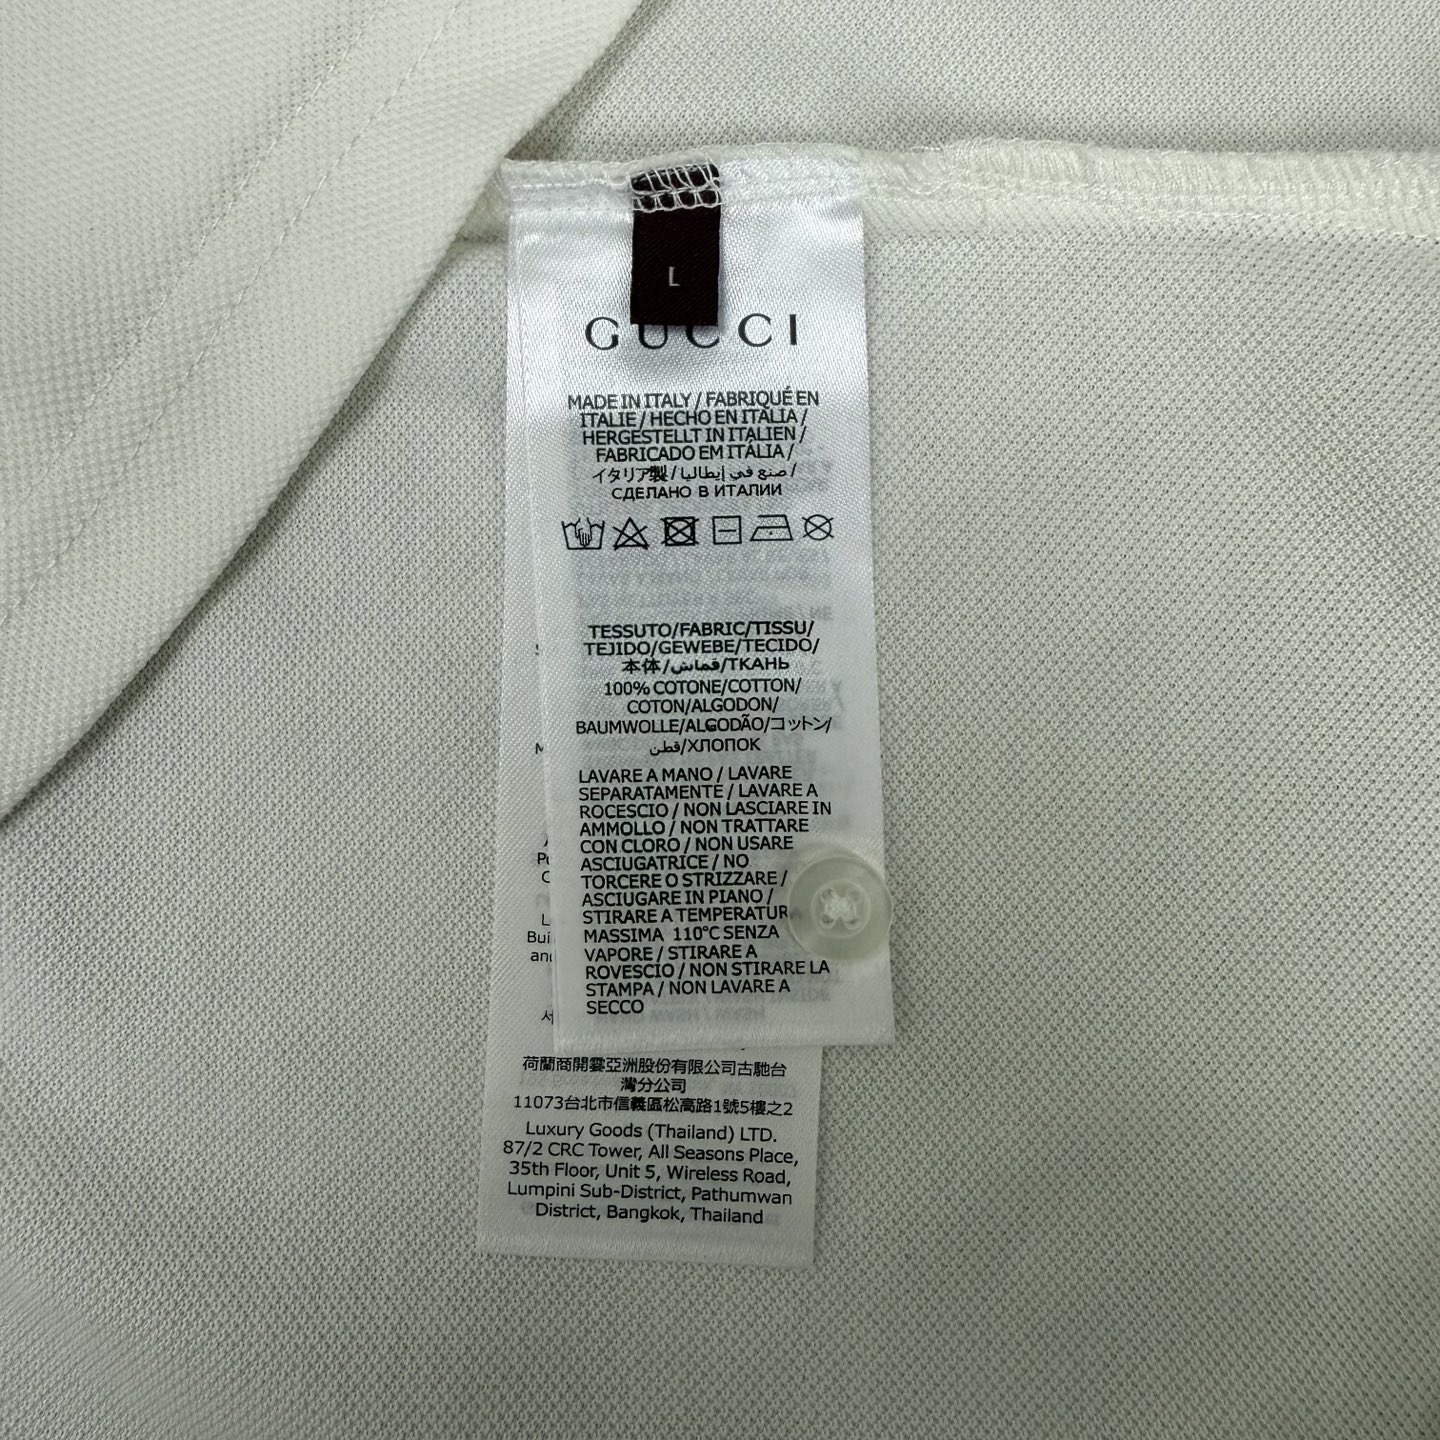 L
GUCCI
MADE IN ITALY / FABRIQUÉ EN
ITALIE / HECHO EN ITALIA /
HERGESTELLT IN ITALIEN /
FABRICADO EM ITÁLIA /
イタリア製 / صنع في إيطاليا /
СДЕЛАНО В ИТАЛИИ
TESSUTO/FABRIC/TISSU/
TEJIDO/GEWEBE/TECIDO/
本体/قماش/ТКАНЬ
100% COTONE/COTTON/
COTON/ALGODON/
BAUMWOLLE/ALGODÃO/コットン/
قطن/ХЛОПОК
LAVARE A MANO / LAVARE
SEPARATAMENTE / LAVARE A
ROCESCIO / NON LASCIARE IN
AMMOLLO / NON TRATTARE
CON CLORO / NON USARE
ASCIUGATRICE / NO
TORCERE O STRIZZARE /
ASCIUGARE IN PIANO /
STIRARE A TEMPERATURA
MASSIMA 110°C SENZA
VAPORE / STIRARE A
ROVESCIO / NON STIRARE LA
STAMPA / NON LAVARE A
SECCO
荷蘭商開雲亞洲股份有限公司古馳台
灣分公司
11073台北市信義區松高路1號5樓之2
Luxury Goods (Thailand) LTD.
87/2 CRC Tower, All Seasons Place,
35th Floor, Unit 5, Wireless Road,
Lumpini Sub-District, Pathumwan
District, Bangkok, Thailand